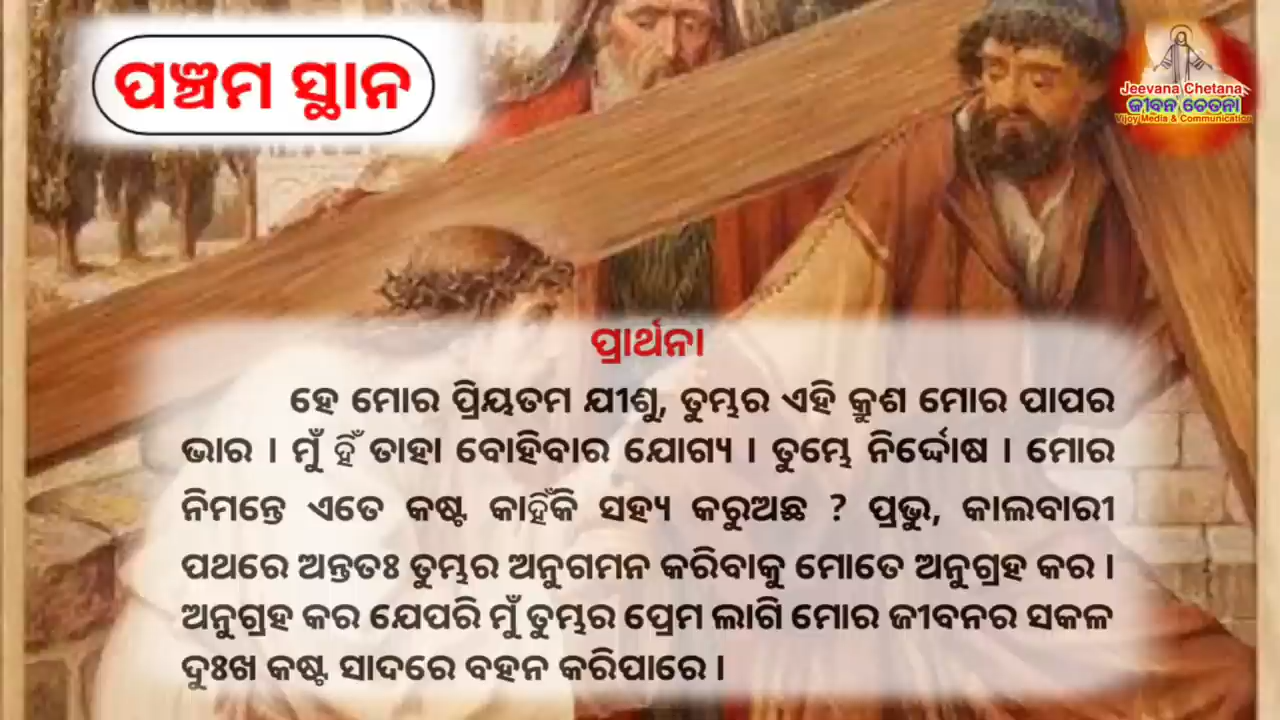 ପଞ୍ଚମ ସ୍ଥାନ
Jeevana Chetana
ଜୀବନ ଚେତନା
Vijoy Media & Communication
ପ୍ରାର୍ଥନା
ହେ ମୋର ପ୍ରିୟତମ ଯୀଶୁ, ତୁମ୍ଭର ଏହି କ୍ରୁଶ ମୋର ପାପର
ଭାର । ମୁଁ ହିଁ ତାହା ବୋହିବାର ଯୋଗ୍ୟ । ତୁମ୍ଭେ ନିର୍ଦ୍ଦୋଷ । ମୋର
ନିମନ୍ତେ ଏତେ କଷ୍ଟ କାହିଁକି ସହ୍ୟ କରୁଅଛ ? ପ୍ରଭୁ, କାଲବାରୀ
ପଥରେ ଅନ୍ତତଃ ତୁମ୍ଭର ଅନୁଗମନ କରିବାକୁ ମୋତେ ଅନୁଗ୍ରହ କର ।
ଅନୁଗ୍ରହ କର ଯେପରି ମୁଁ ତୁମ୍ଭର ପ୍ରେମ ଲାଗି ମୋର ଜୀବନର ସକଳ
ଦୁଃଖ କଷ୍ଟ ସାଦରେ ବହନ କରିପାରେ ।